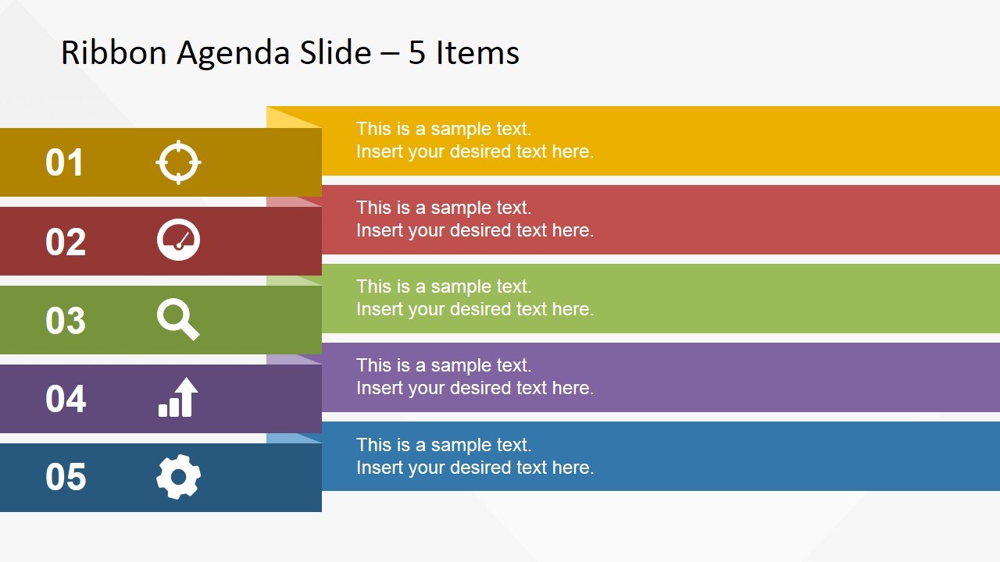 Ribbon Agenda Slide – 5 Items
01
This is a sample text.
Insert your desired text here.
02
This is a sample text.
Insert your desired text here.
03
This is a sample text.
Insert your desired text here.
04
This is a sample text.
Insert your desired text here.
05
This is a sample text.
Insert your desired text here.